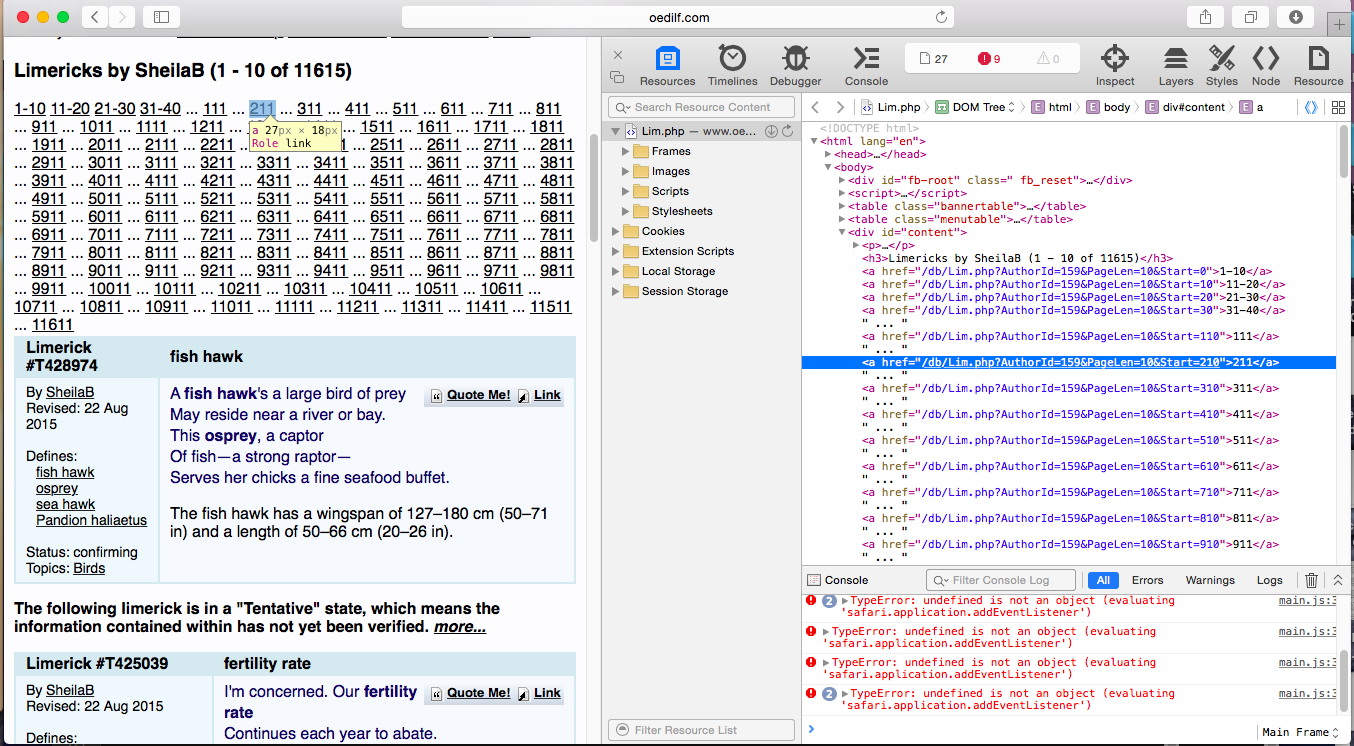 oedilf.com
Limericks by SheilaB (1 - 10 of 11615)
1-10 11-20 21-30 31-40 ... 111 ... 211 ... 311 ... 411 ... 511 ... 611 ... 711 ... 811
... 911 ... 1011 ... 1111 ... 1211 ... 1511 ... 1611 ... 1711 ... 1811
a 27px × 18px
Role link
... 1911 ... 2011 ... 2111 ... 2211 ... 2511 ... 2611 ... 2711 ... 2811
... 2911 ... 3011 ... 3111 ... 3211 ... 3311 ... 3411 ... 3511 ... 3611 ... 3711 ... 3811
... 3911 ... 4011 ... 4111 ... 4211 ... 4311 ... 4411 ... 4511 ... 4611 ... 4711 ... 4811
... 4911 ... 5011 ... 5111 ... 5211 ... 5311 ... 5411 ... 5511 ... 5611 ... 5711 ... 5811
... 5911 ... 6011 ... 6111 ... 6211 ... 6311 ... 6411 ... 6511 ... 6611 ... 6711 ... 6811
... 6911 ... 7011 ... 7111 ... 7211 ... 7311 ... 7411 ... 7511 ... 7611 ... 7711 ... 7811
... 7911 ... 8011 ... 8111 ... 8211 ... 8311 ... 8411 ... 8511 ... 8611 ... 8711 ... 8811
... 8911 ... 9011 ... 9111 ... 9211 ... 9311 ... 9411 ... 9511 ... 9611 ... 9711 ... 9811
... 9911 ... 10011 ... 10111 ... 10211 ... 10311 ... 10411 ... 10511 ... 10611 ...
10711 ... 10811 ... 10911 ... 11011 ... 11111 ... 11211 ... 11311 ... 11411 ... 11511
... 11611
Limerick
#T428974
fish hawk
By SheilaB
Revised: 22 Aug
2015
Defines:
fish hawk
osprey
sea hawk
Pandion haliaetus
Status: confirming
Topics: Birds
A fish hawk's a large bird of prey
Quote Me! Link
May reside near a river or bay.
This osprey, a captor
Of fish—a strong raptor—
Serves her chicks a fine seafood buffet.
The fish hawk has a wingspan of 127–180 cm (50–71
in) and a length of 50–66 cm (20–26 in).
The following limerick is in a "Tentative" state, which means the
information contained within has not yet been verified. more...
Limerick #T425039
fertility rate
By SheilaB
Revised: 22 Aug 2015
Defines:
I'm concerned. Our fertility
rate
Quote Me! Link
Continues each year to abate.
Resources Timelines Debugger Console
27 9 0
Inspect Layers Styles Node Resource
Search Resource Content
Lim.php — www.oe...
Frames
Images
Scripts
Stylesheets
Cookies
Extension Scripts
Local Storage
Session Storage
Filter Resource List
Lim.php DOM Tree E html E body E div#content E a
<!DOCTYPE html>
<html lang="en">
<head>…</head>
<body>
<div id="fb-root" class=" fb_reset">…</div>
<script>…</script>
<table class="bannertable">…</table>
<table class="menutable">…</table>
<div id="content">
<p>…</p>
<h3>Limericks by SheilaB (1 - 10 of 11615)</h3>
<a href="/db/Lim.php?AuthorId=159&PageLen=10&Start=0">1-10</a>
<a href="/db/Lim.php?AuthorId=159&PageLen=10&Start=10">11-20</a>
<a href="/db/Lim.php?AuthorId=159&PageLen=10&Start=20">21-30</a>
<a href="/db/Lim.php?AuthorId=159&PageLen=10&Start=30">31-40</a>
" ... "
<a href="/db/Lim.php?AuthorId=159&PageLen=10&Start=110">111</a>
" ... "
<a href="/db/Lim.php?AuthorId=159&PageLen=10&Start=210">211</a>
" ... "
<a href="/db/Lim.php?AuthorId=159&PageLen=10&Start=310">311</a>
" ... "
<a href="/db/Lim.php?AuthorId=159&PageLen=10&Start=410">411</a>
" ... "
<a href="/db/Lim.php?AuthorId=159&PageLen=10&Start=510">511</a>
" ... "
<a href="/db/Lim.php?AuthorId=159&PageLen=10&Start=610">611</a>
" ... "
<a href="/db/Lim.php?AuthorId=159&PageLen=10&Start=710">711</a>
" ... "
<a href="/db/Lim.php?AuthorId=159&PageLen=10&Start=810">811</a>
" ... "
<a href="/db/Lim.php?AuthorId=159&PageLen=10&Start=910">911</a>
" ... "
Console
Filter Console Log
All Errors Warnings Logs
2 TypeError: undefined is not an object (evaluating main.js:3
'safari.application.addEventListener')
TypeError: undefined is not an object (evaluating main.js:3
'safari.application.addEventListener')
TypeError: undefined is not an object (evaluating main.js:3
'safari.application.addEventListener')
2 TypeError: undefined is not an object (evaluating main.js:3
'safari.application.addEventListener')
Main Frame